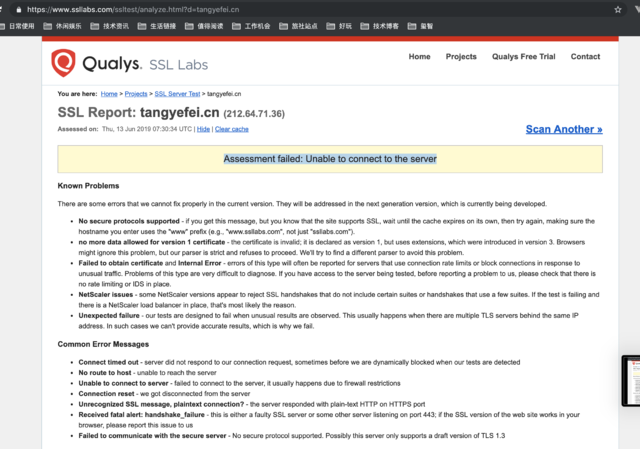 https://www.ssllabs.com/ssltest/analyze.html?d=tangyefei.cn
日常使用 休闲娱乐 技术资讯 生活链接 值得阅读 工作机会 旅社站点 好玩 技术博客
Qualys. SSL Labs
Home Projects Qualys Free Trial Contact
You are here: Home > Projects > SSL Server Test > tangyefei.cn
SSL Report: tangyefei.cn (212.64.71.36)
Assessed on: Thu, 13 Jun 2019 07:30:34 UTC | Hide | Clear cache
Scan Another »
Assessment failed: Unable to connect to the server
Known Problems
There are some errors that we cannot fix properly in the current version. They will be addressed in the next generation version, which is currently being developed.
• No secure protocols supported - if you get this message, but you know that the site supports SSL, wait until the cache expires on its own, then try again, making sure the
hostname you enter uses the "www" prefix (e.g., "www.ssllabs.com", not just "ssllabs.com").
• no more data allowed for version 1 certificate - the certificate is invalid; it is declared as version 1, but uses extensions, which were introduced in version 3. Browsers
might ignore this problem, but our parser is strict and refuses to proceed. We'll try to find a different parser to avoid this problem.
• Failed to obtain certificate and Internal Error - errors of this type will often be reported for servers that use connection rate limits or block connections in response to
unusual traffic. Problems of this type are very difficult to diagnose. If you have access to the server being tested, before reporting a problem to us, please check that there is
no rate limiting or IDS in place.
• NetScaler issues - some NetScaler versions appear to reject SSL handshakes that do not include certain suites or handshakes that use a few suites. If the test is failing and
there is a NetScaler load balancer in place, that's most likely the reason.
• Unexpected failure - our tests are designed to fail when unusual results are observed. This usually happens when there are multiple TLS servers behind the same IP
address. In such cases we can't provide accurate results, which is why we fail.
Common Error Messages
• Connect timed out - server did not respond to our connection request, sometimes before we are dynamically blocked when our tests are detected
• No route to host - unable to reach the server
• Unable to connect to server - failed to connect to the server, it usually happens due to firewall restrictions
• Connection reset - we got disconnected from the server
• Unrecognized SSL message, plaintext connection? - the server responded with plain-text HTTP on HTTPS port
• Received fatal alert: handshake_failure - this is either a faulty SSL server or some other server listening on port 443; if the SSL version of the web site works in your
browser, please report this issue to us
• Failed to communicate with the secure server - No secure protocol supported. Possibly this server only supports a draft version of TLS 1.3